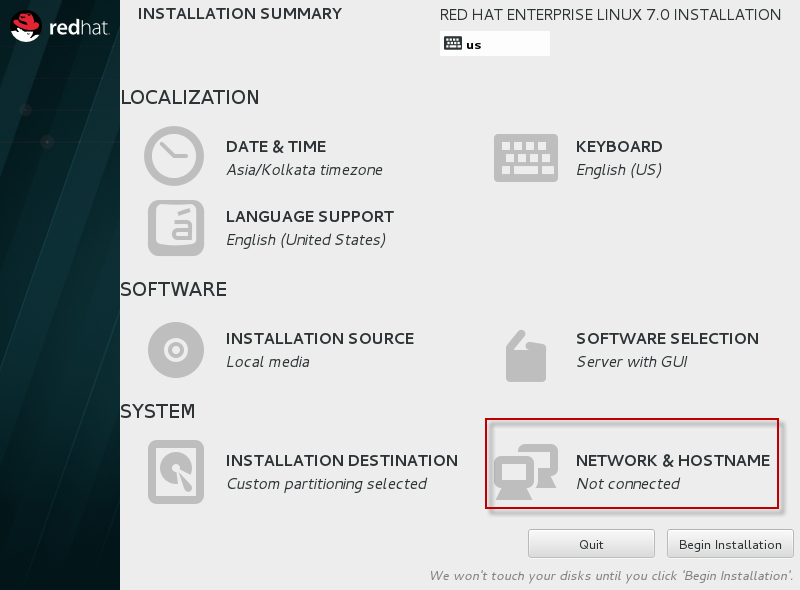 redhat.
INSTALLATION SUMMARY
RED HAT ENTERPRISE LINUX 7.0 INSTALLATION
us
LOCALIZATION
DATE & TIME
Asia/Kolkata timezone
KEYBOARD
English (US)
LANGUAGE SUPPORT
English (United States)
SOFTWARE
INSTALLATION SOURCE
Local media
SOFTWARE SELECTION
Server with GUI
SYSTEM
INSTALLATION DESTINATION
Custom partitioning selected
NETWORK & HOSTNAME
Not connected
Quit
Begin Installation
We won't touch your disks until you click 'Begin Installation'.